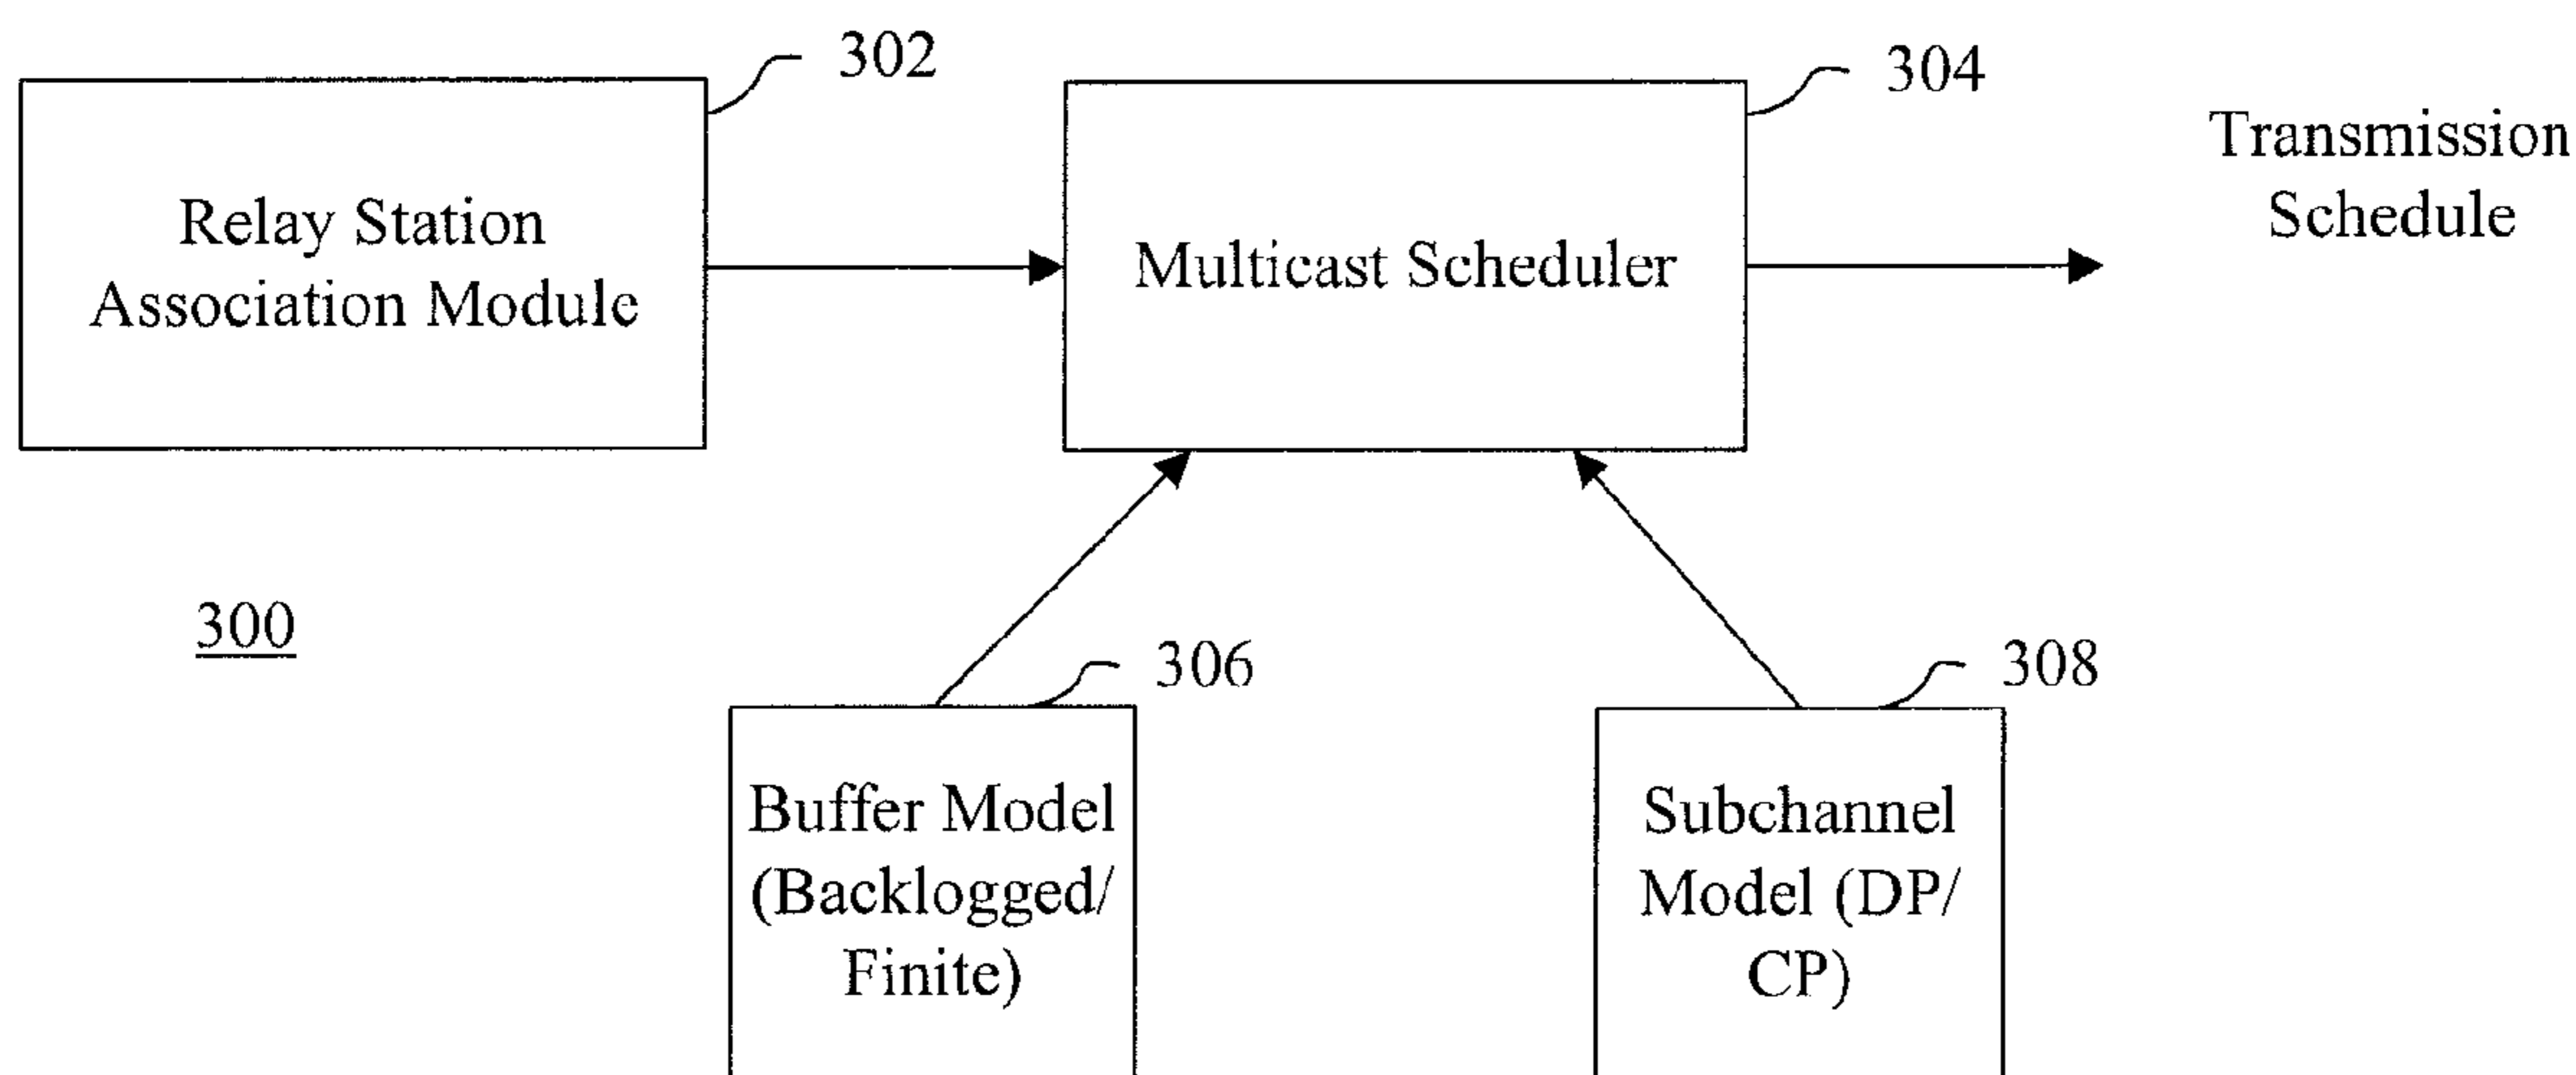 302
304
Transmission
Schedule
Relay Station
Association Module
Multicast Scheduler
300
306
308
Buffer Model
(Backlogged/
Finite)
Subchannel
Model (DP/
CP)